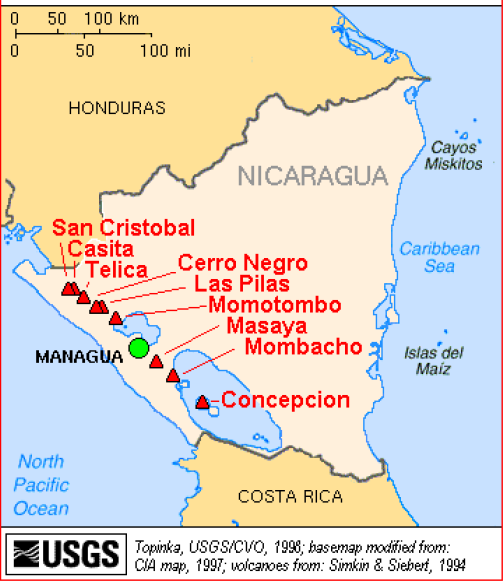 0 50 100 km
0 50 100 mi
HONDURAS
NICARAGUA
Cayos
Miskitos
San Cristobal
Casita
Telica
Cerro Negro
Las Pilas
Momotombo
Masaya
Mombacho
Concepcion
Caribbean
Sea
MANAGUA
Islas del
Maíz
North
Pacific
Ocean
COSTA RICA
USGS
Topinka, USGS/CVO, 1998; basemap modified from:
CIA map, 1997; volcanoes from: Simkin & Siebert, 1994